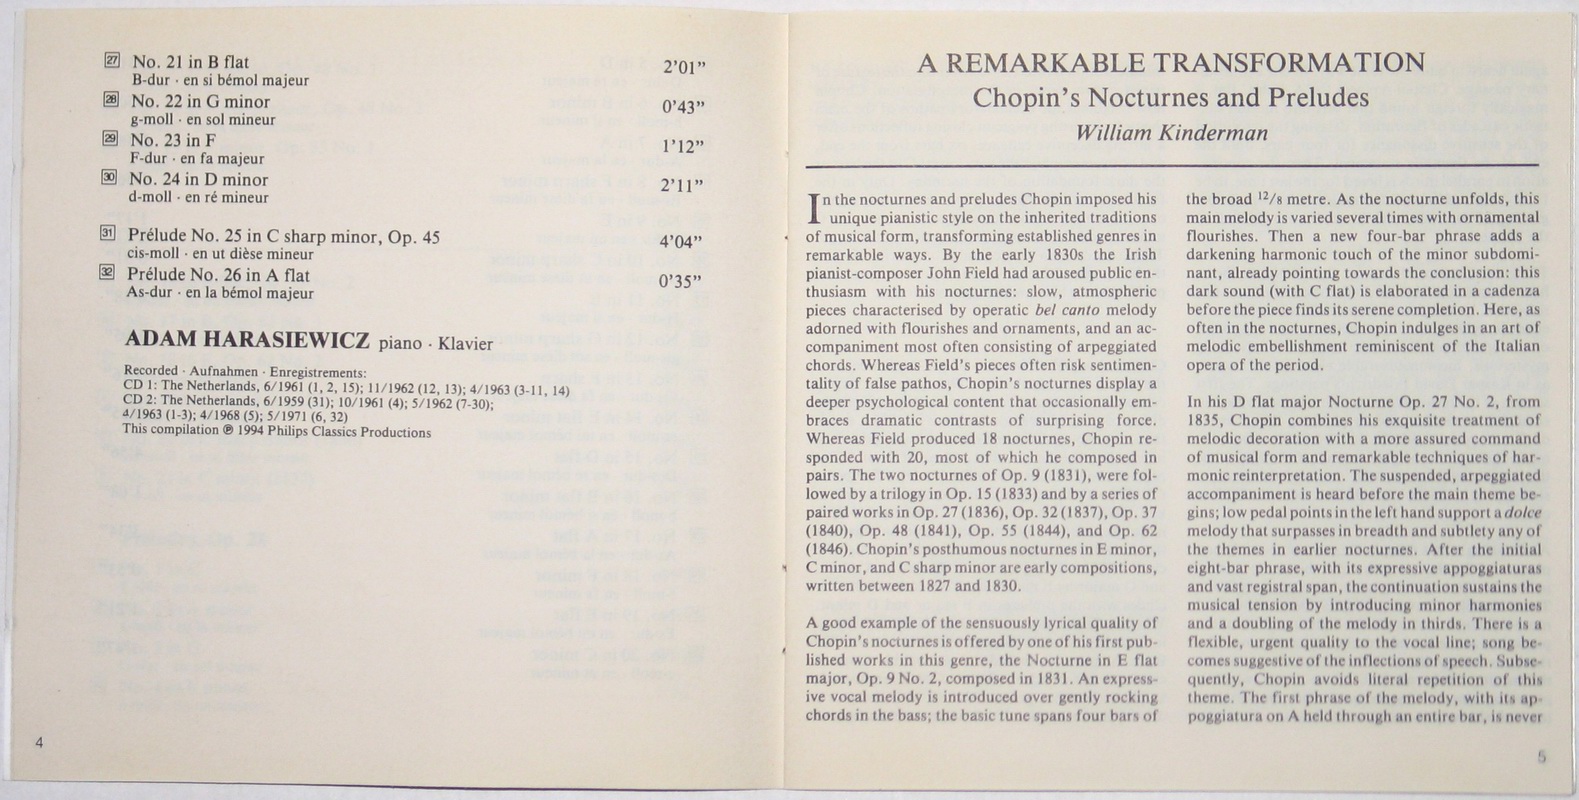 27 No. 21 in B flat 2’01”
B-dur · en si bémol majeur
28 No. 22 in G minor 0’43”
g-moll · en sol mineur
29 No. 23 in F 1’12”
F-dur · en fa majeur
30 No. 24 in D minor 2’11”
d-moll · en ré mineur
31 Prélude No. 25 in C sharp minor, Op. 45 4’04”
cis-moll · en ut dièse mineur
32 Prélude No. 26 in A flat 0’35”
As-dur · en la bémol majeur
ADAM HARASIEWICZ piano · Klavier
Recorded · Aufnahmen · Enregistrements:
CD 1: The Netherlands, 6/1961 (1, 2, 15); 11/1962 (12, 13); 4/1963 (3-11, 14)
CD 2: The Netherlands, 6/1959 (31); 10/1961 (4); 5/1962 (7-30);
4/1963 (1-3); 4/1968 (5); 5/1971 (6, 32)
This compilation ℗ 1994 Philips Classics Productions
4
A REMARKABLE TRANSFORMATION
Chopin’s Nocturnes and Preludes
William Kinderman
In the nocturnes and preludes Chopin imposed his
unique pianistic style on the inherited traditions
of musical form, transforming established genres in
remarkable ways. By the early 1830s the Irish
pianist-composer John Field had aroused public en-
thusiasm with his nocturnes: slow, atmospheric
pieces characterised by operatic bel canto melody
adorned with flourishes and ornaments, and an ac-
companiment most often consisting of arpeggiated
chords. Whereas Field’s pieces often risk sentimen-
tality of false pathos, Chopin’s nocturnes display a
deeper psychological content that occasionally em-
braces dramatic contrasts of surprising force.
Whereas Field produced 18 nocturnes, Chopin re-
sponded with 20, most of which he composed in
pairs. The two nocturnes of Op. 9 (1831), were fol-
lowed by a trilogy in Op. 15 (1833) and by a series of
paired works in Op. 27 (1836), Op. 32 (1837), Op. 37
(1840), Op. 48 (1841), Op. 55 (1844), and Op. 62
(1846). Chopin’s posthumous nocturnes in E minor,
C minor, and C sharp minor are early compositions,
written between 1827 and 1830.
A good example of the sensuously lyrical quality of
Chopin’s nocturnes is offered by one of his first pub-
lished works in this genre, the Nocturne in E flat
major, Op. 9 No. 2, composed in 1831. An express-
ive vocal melody is introduced over gently rocking
chords in the bass; the basic tune spans four bars of
the broad 12/8 metre. As the nocturne unfolds, this
main melody is varied several times with ornamental
flourishes. Then a new four-bar phrase adds a
darkening harmonic touch of the minor subdomi-
nant, already pointing towards the conclusion: this
dark sound (with C flat) is elaborated in a cadenza
before the piece finds its serene completion. Here, as
often in the nocturnes, Chopin indulges in an art of
melodic embellishment reminiscent of the Italian
opera of the period.
In his D flat major Nocturne Op. 27 No. 2, from
1835, Chopin combines his exquisite treatment of
melodic decoration with a more assured command
of musical form and remarkable techniques of har-
monic reinterpretation. The suspended, arpeggiated
accompaniment is heard before the main theme be-
gins; low pedal points in the left hand support a dolce
melody that surpasses in breadth and subtlety any of
the themes in earlier nocturnes. After the initial
eight-bar phrase, with its expressive appoggiaturas
and vast registral span, the continuation sustains the
musical tension by introducing minor harmonies
and a doubling of the melody in thirds. There is a
flexible, urgent quality to the vocal line; song be-
comes suggestive of the inflections of speech. Subse-
quently, Chopin avoids literal repetition of this
theme. The first phrase of the melody, with its ap-
poggiatura on A held through an entire bar, is never
5